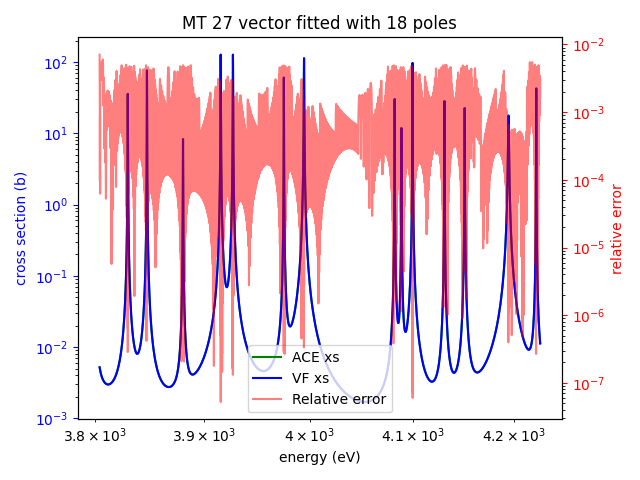 MT 27 vector fitted with 18 poles
10²
10¹
10⁰
10⁻¹
10⁻²
10⁻³
cross section (b)
10⁻²
10⁻³
10⁻⁴
10⁻⁵
10⁻⁶
10⁻⁷
relative error
ACE xs
VF xs
Relative error
3.8 × 10³ 3.9 × 10³ 4 × 10³ 4.1 × 10³ 4.2 × 10³
energy (eV)